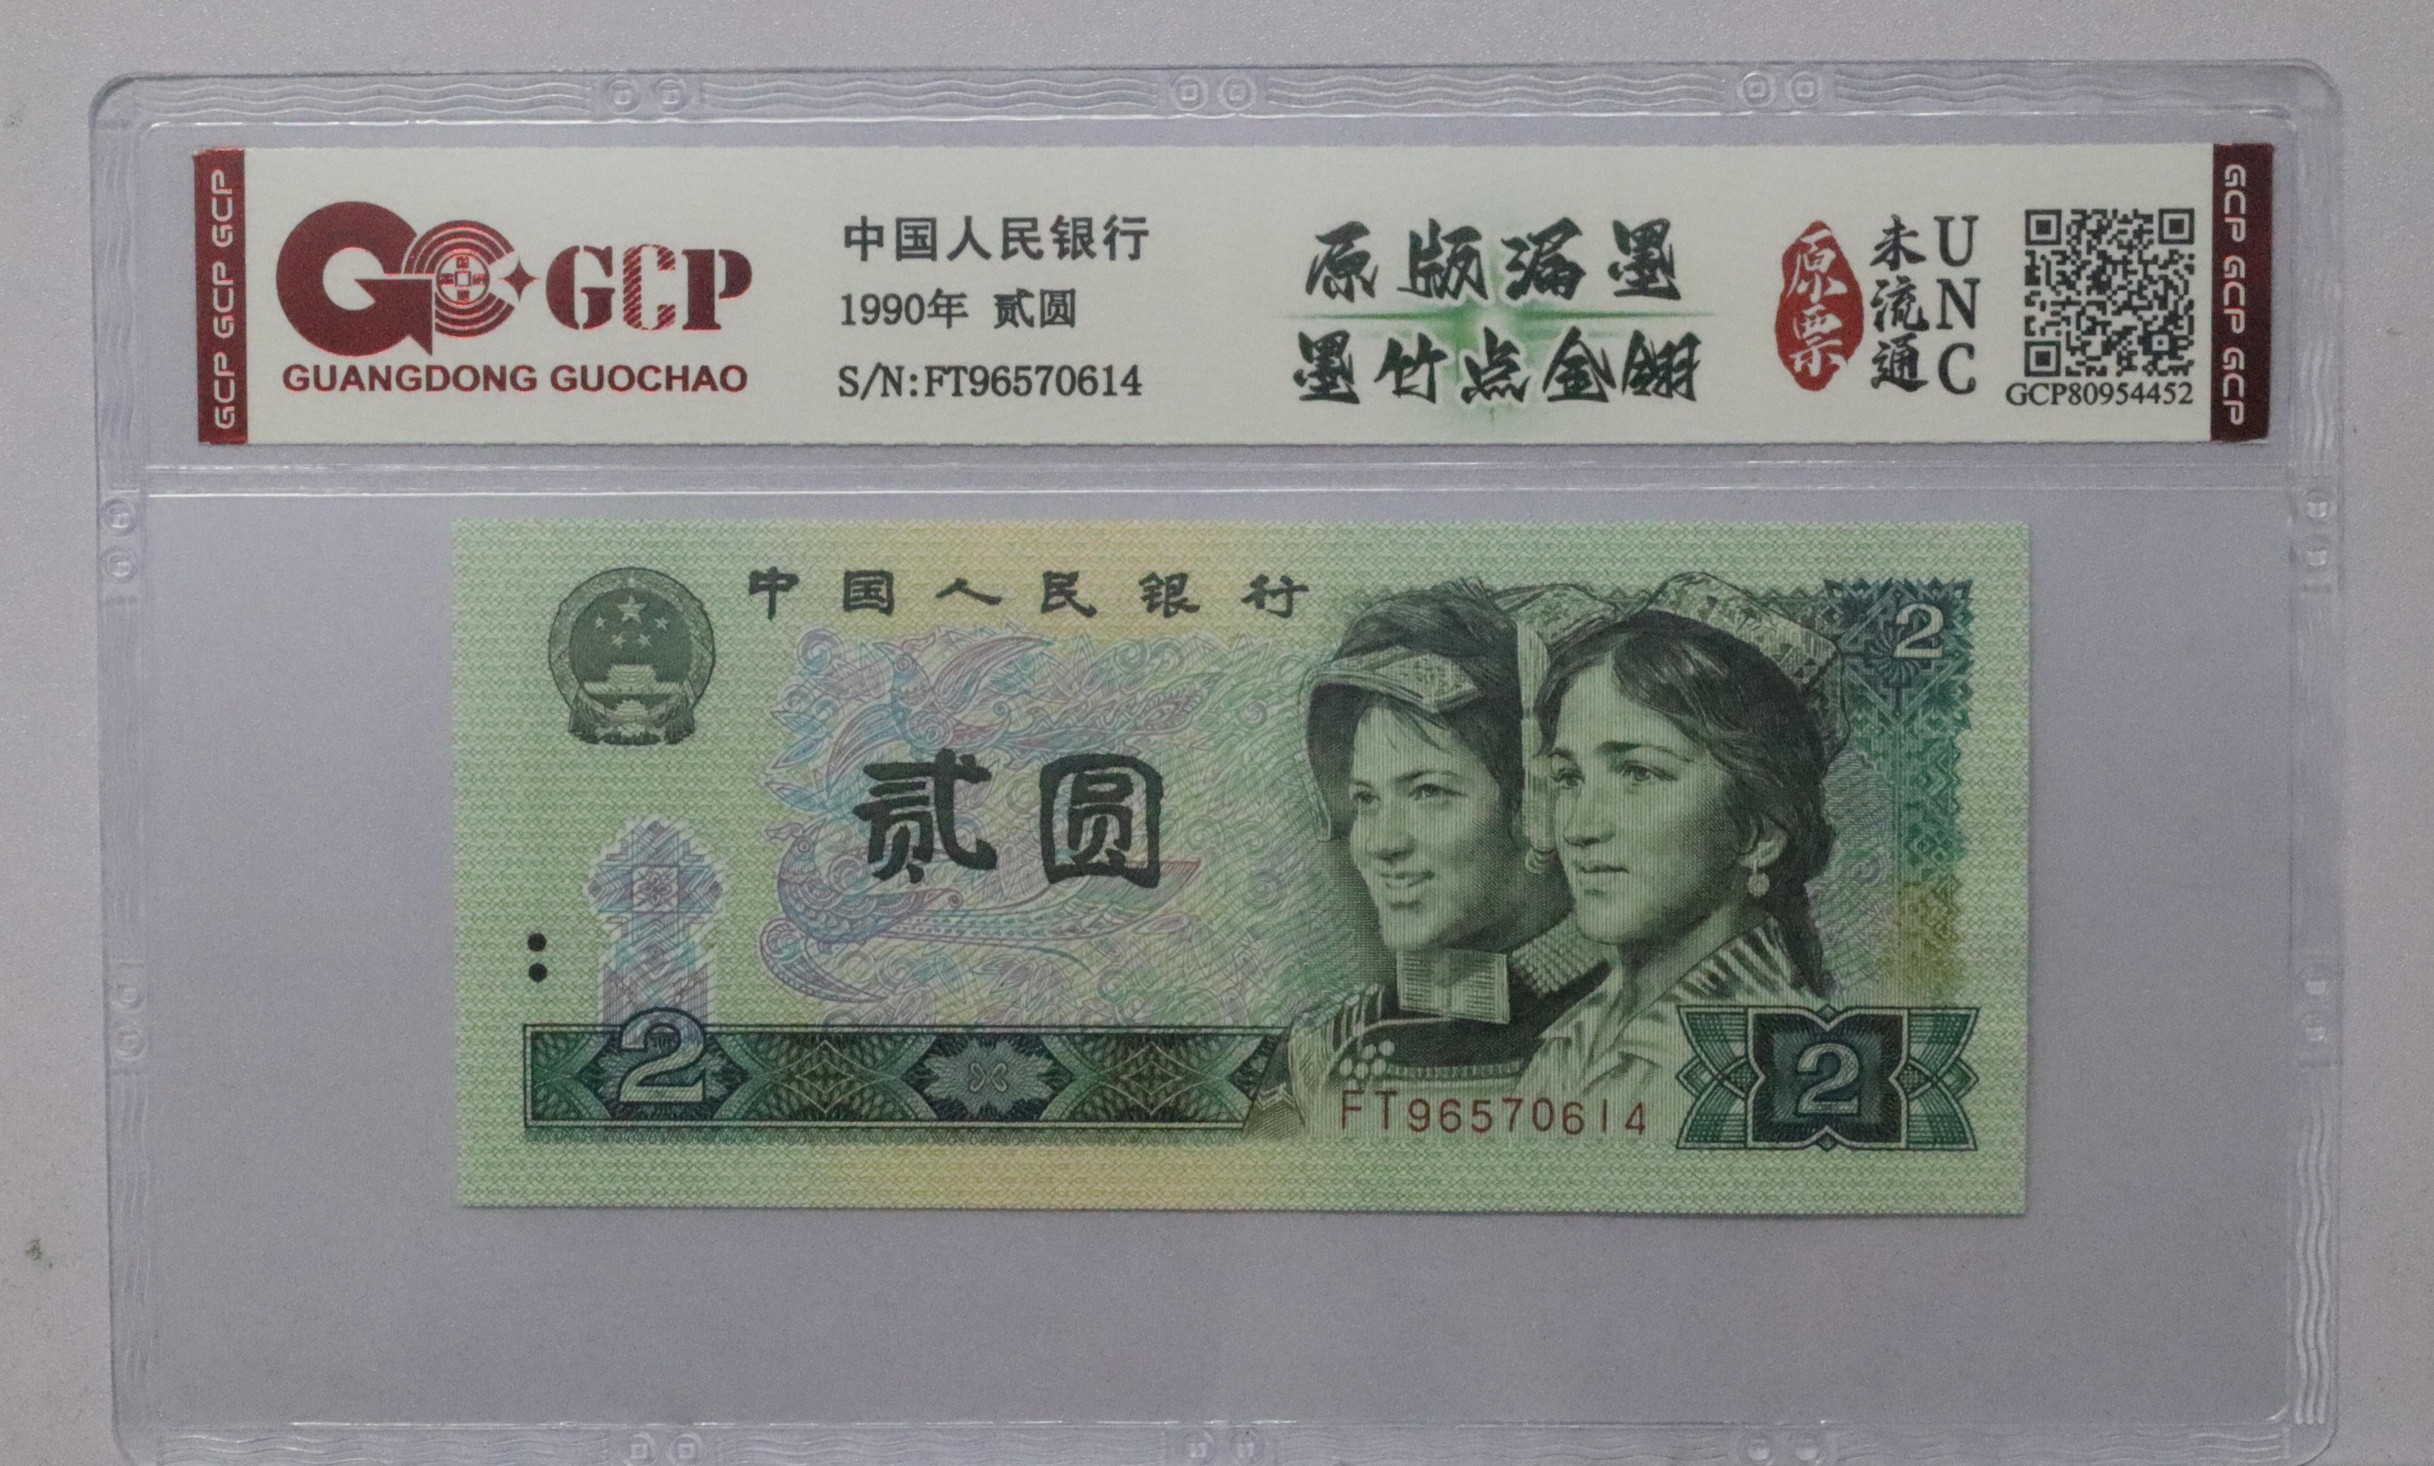 GCP GCP GCP
GCP
GUANGDONG GUOCHAO
中国人民银行
1990年 贰圆
S/N:FT96570614
原版漏墨
墨竹点金翎
原票
未流通
UNC
GCP80954452
GCP GCP GCP
中国人民银行
2
贰圆
2
FT96570614
2